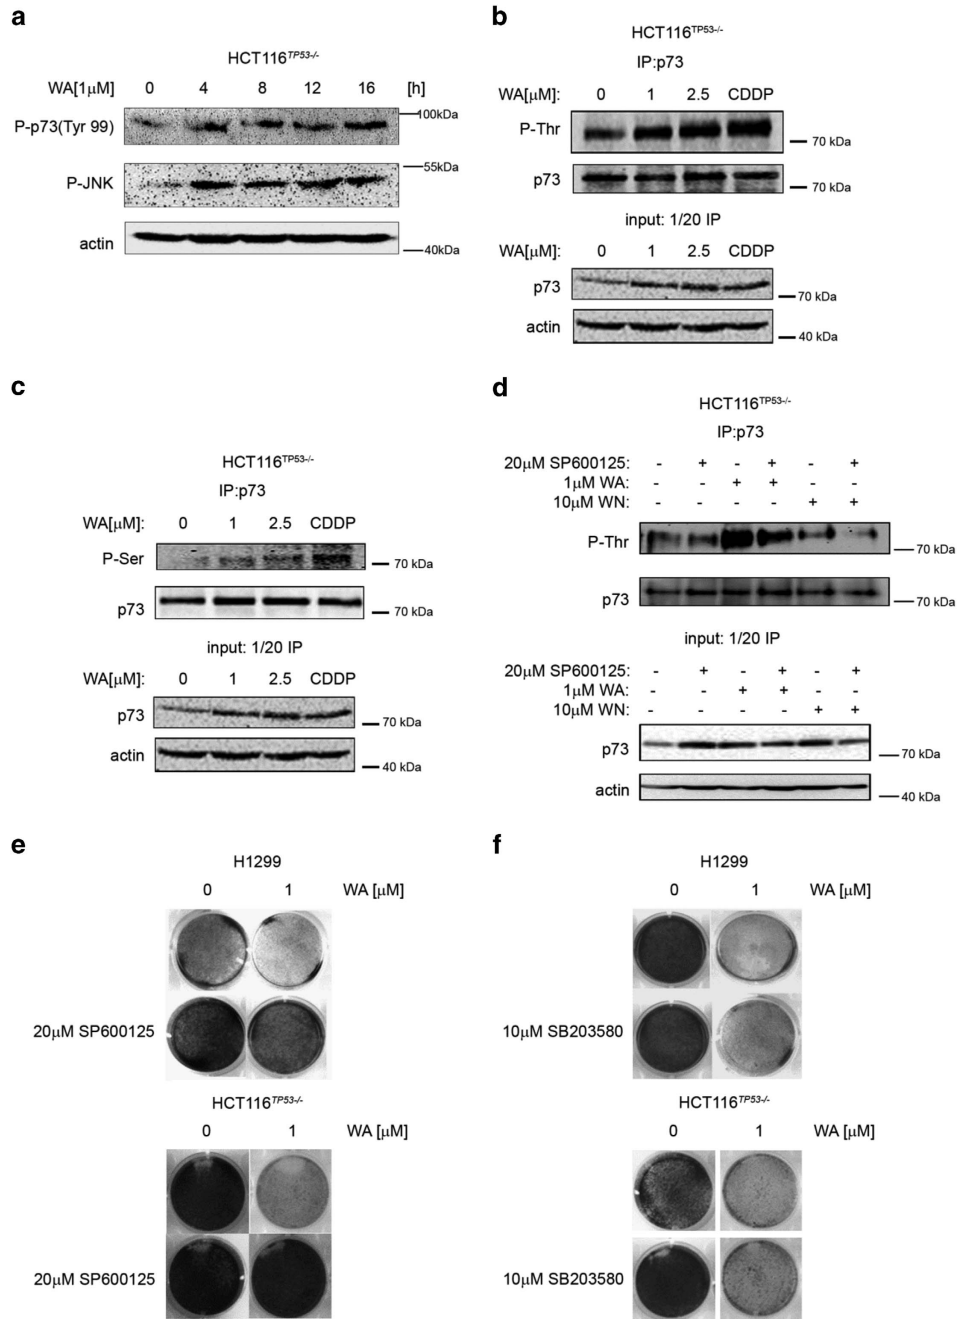 a
HCT116TP53-/-
WA[1μM] 0 4 8 12 16 [h]
P-p73(Tyr 99)
100kDa
P-JNK
55kDa
actin
40kDa
b
HCT116TP53-/-
IP:p73
WA[μM]: 0 1 2.5 CDDP
P-Thr
70 kDa
p73
70 kDa
input: 1/20 IP
WA[μM]: 0 1 2.5 CDDP
p73
70 kDa
actin
40 kDa
c
HCT116TP53-/-
IP:p73
WA[μM]: 0 1 2.5 CDDP
P-Ser
70 kDa
p73
70 kDa
input: 1/20 IP
WA[μM]: 0 1 2.5 CDDP
p73
70 kDa
actin
40 kDa
d
HCT116TP53-/-
IP:p73
20μM SP600125: - + - + - +
1μM WA: - - + + - -
10μM WN: - - - - + +
P-Thr
70 kDa
p73
70 kDa
input: 1/20 IP
20μM SP600125: - + - + - +
1μM WA: - - + + - -
10μM WN: - - - - + +
p73
70 kDa
actin
40 kDa
e
H1299
0 1 WA [μM]
20μM SP600125
HCT116TP53-/-
0 1 WA [μM]
20μM SP600125
f
H1299
0 1 WA [μM]
10μM SB203580
HCT116TP53-/-
0 1 WA [μM]
10μM SB203580